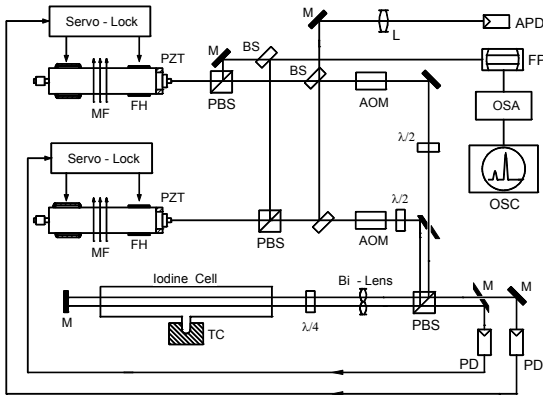 Servo - Lock
PZT
MF
FH
M
BS
PBS
BS
AOM
M
L
APD
FP
OSA
OSC
λ/2
Servo - Lock
PZT
MF
FH
PBS
AOM
λ/2
Iodine Cell
M
TC
λ/4
Bi - Lens
PBS
M
M
PD
PD